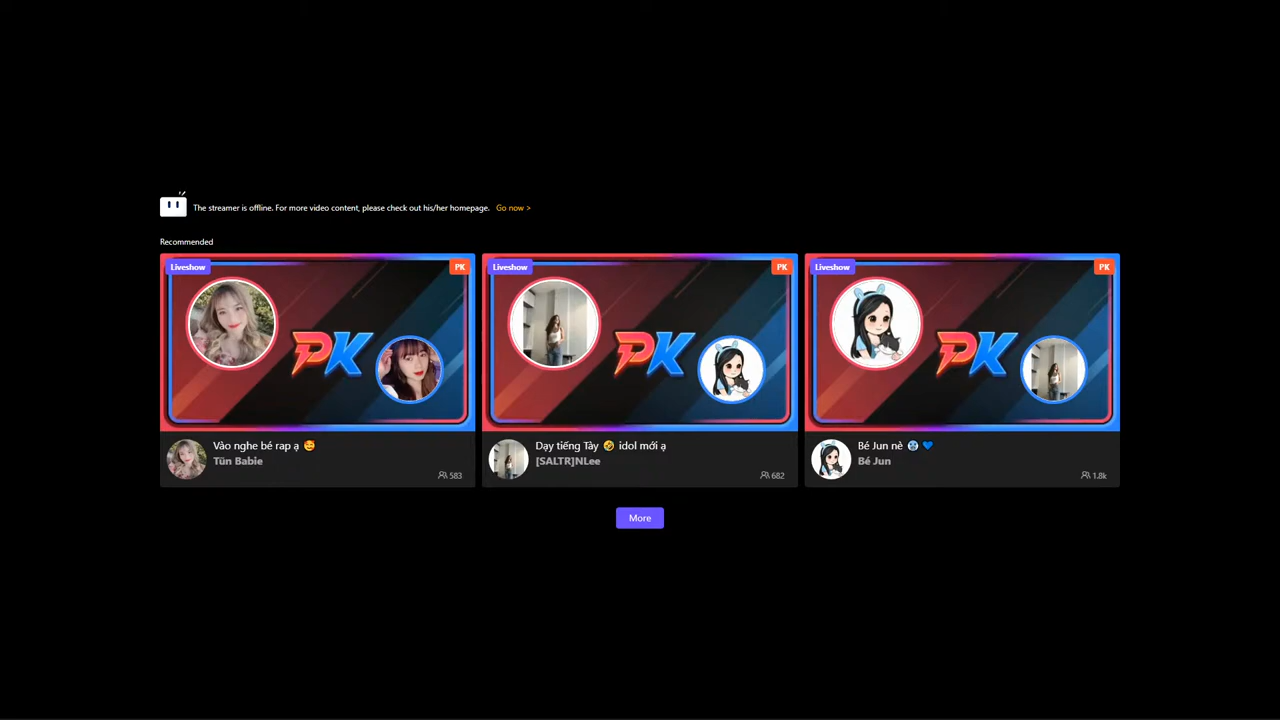 The streamer is offline. For more video content, please check out his/her homepage. Go now >
Recommended
Liveshow PK
PK
Vào nghe bé rap ạ 🥰
Tũn Babie
583
Liveshow PK
PK
Dạy tiếng Tày 🤣 idol mới ạ
[SALTR]NLee
682
Liveshow PK
PK
Bé Jun nè 🥶 💙
Bé Jun
1.8k
More